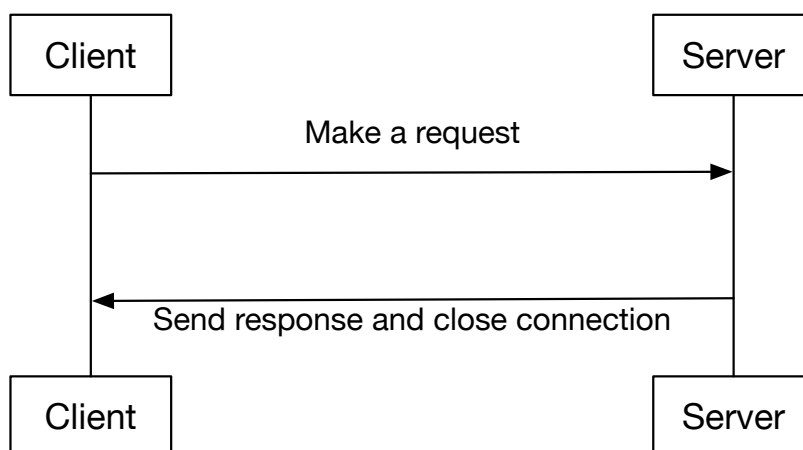 Client
Server
Make a request
Send response and close connection
Client
Server